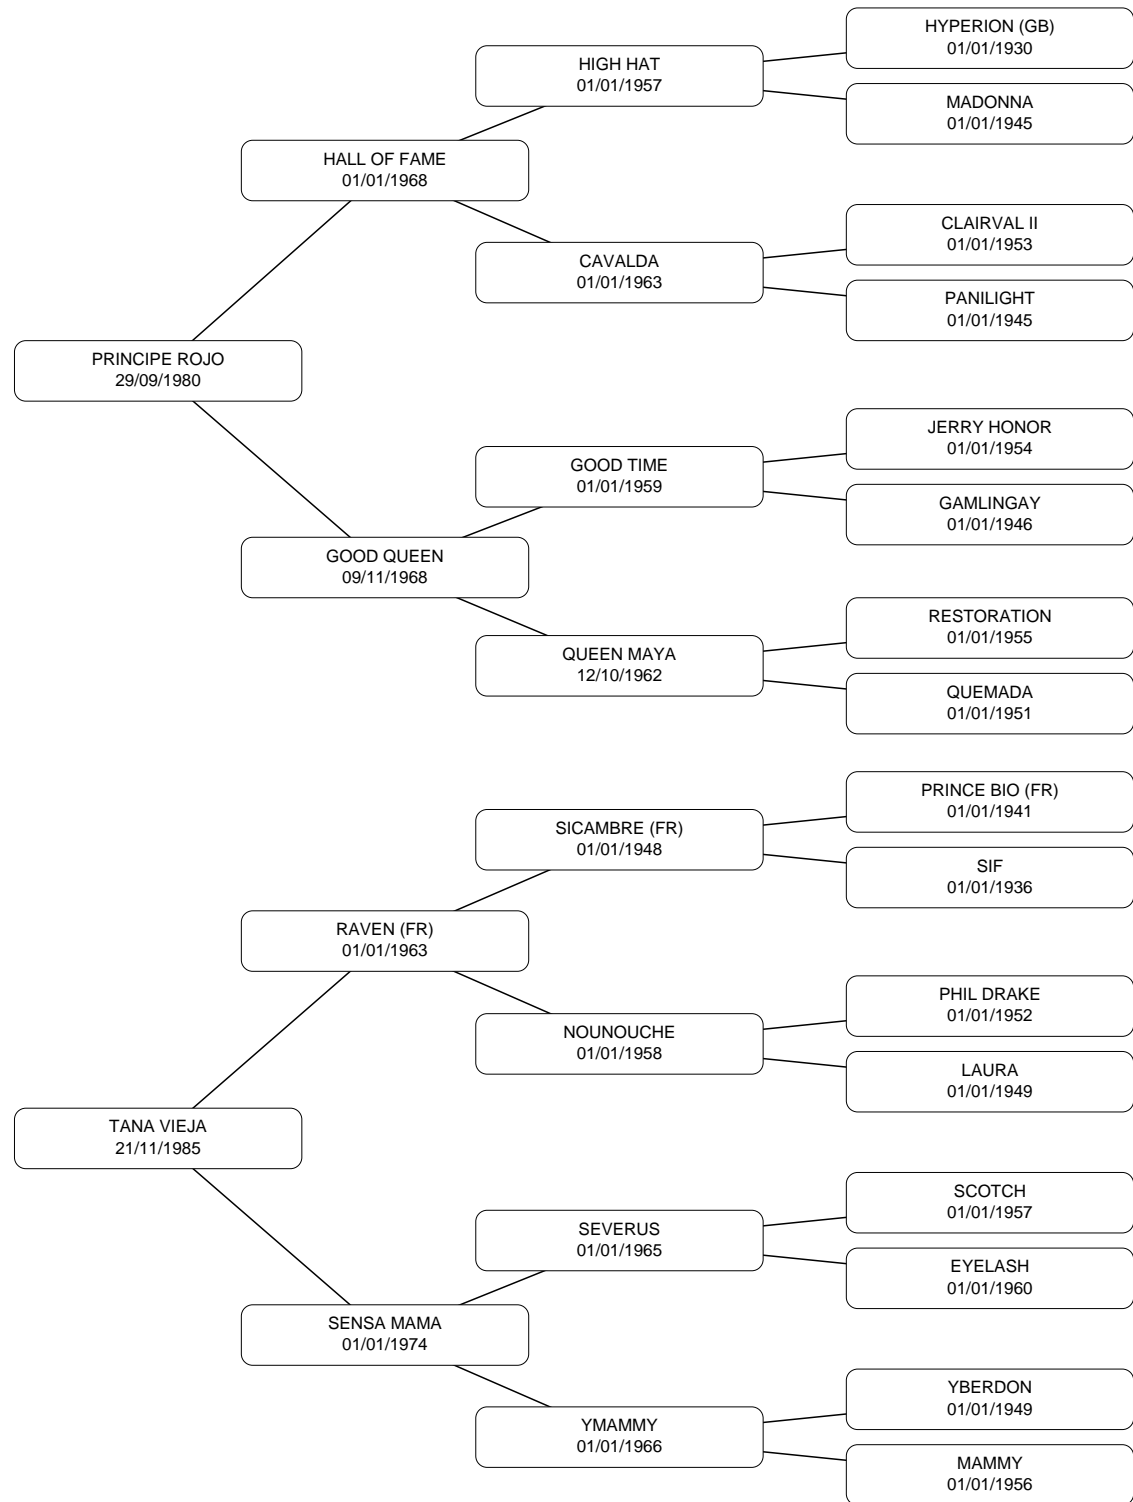 HYPERION (GB)
01/01/1930
HIGH HAT
01/01/1957
MADONNA
01/01/1945
HALL OF FAME
01/01/1968
CLAIRVAL II
01/01/1953
CAVALDA
01/01/1963
PANILIGHT
01/01/1945
PRINCIPE ROJO
29/09/1980
JERRY HONOR
01/01/1954
GOOD TIME
01/01/1959
GAMLINGAY
01/01/1946
GOOD QUEEN
09/11/1968
RESTORATION
01/01/1955
QUEEN MAYA
12/10/1962
QUEMADA
01/01/1951
PRINCE BIO (FR)
01/01/1941
SICAMBRE (FR)
01/01/1948
SIF
01/01/1936
RAVEN (FR)
01/01/1963
PHIL DRAKE
01/01/1952
NOUNOUCHE
01/01/1958
LAURA
01/01/1949
TANA VIEJA
21/11/1985
SCOTCH
01/01/1957
SEVERUS
01/01/1965
EYELASH
01/01/1960
SENSA MAMA
01/01/1974
YBERDON
01/01/1949
YMAMMY
01/01/1966
MAMMY
01/01/1956